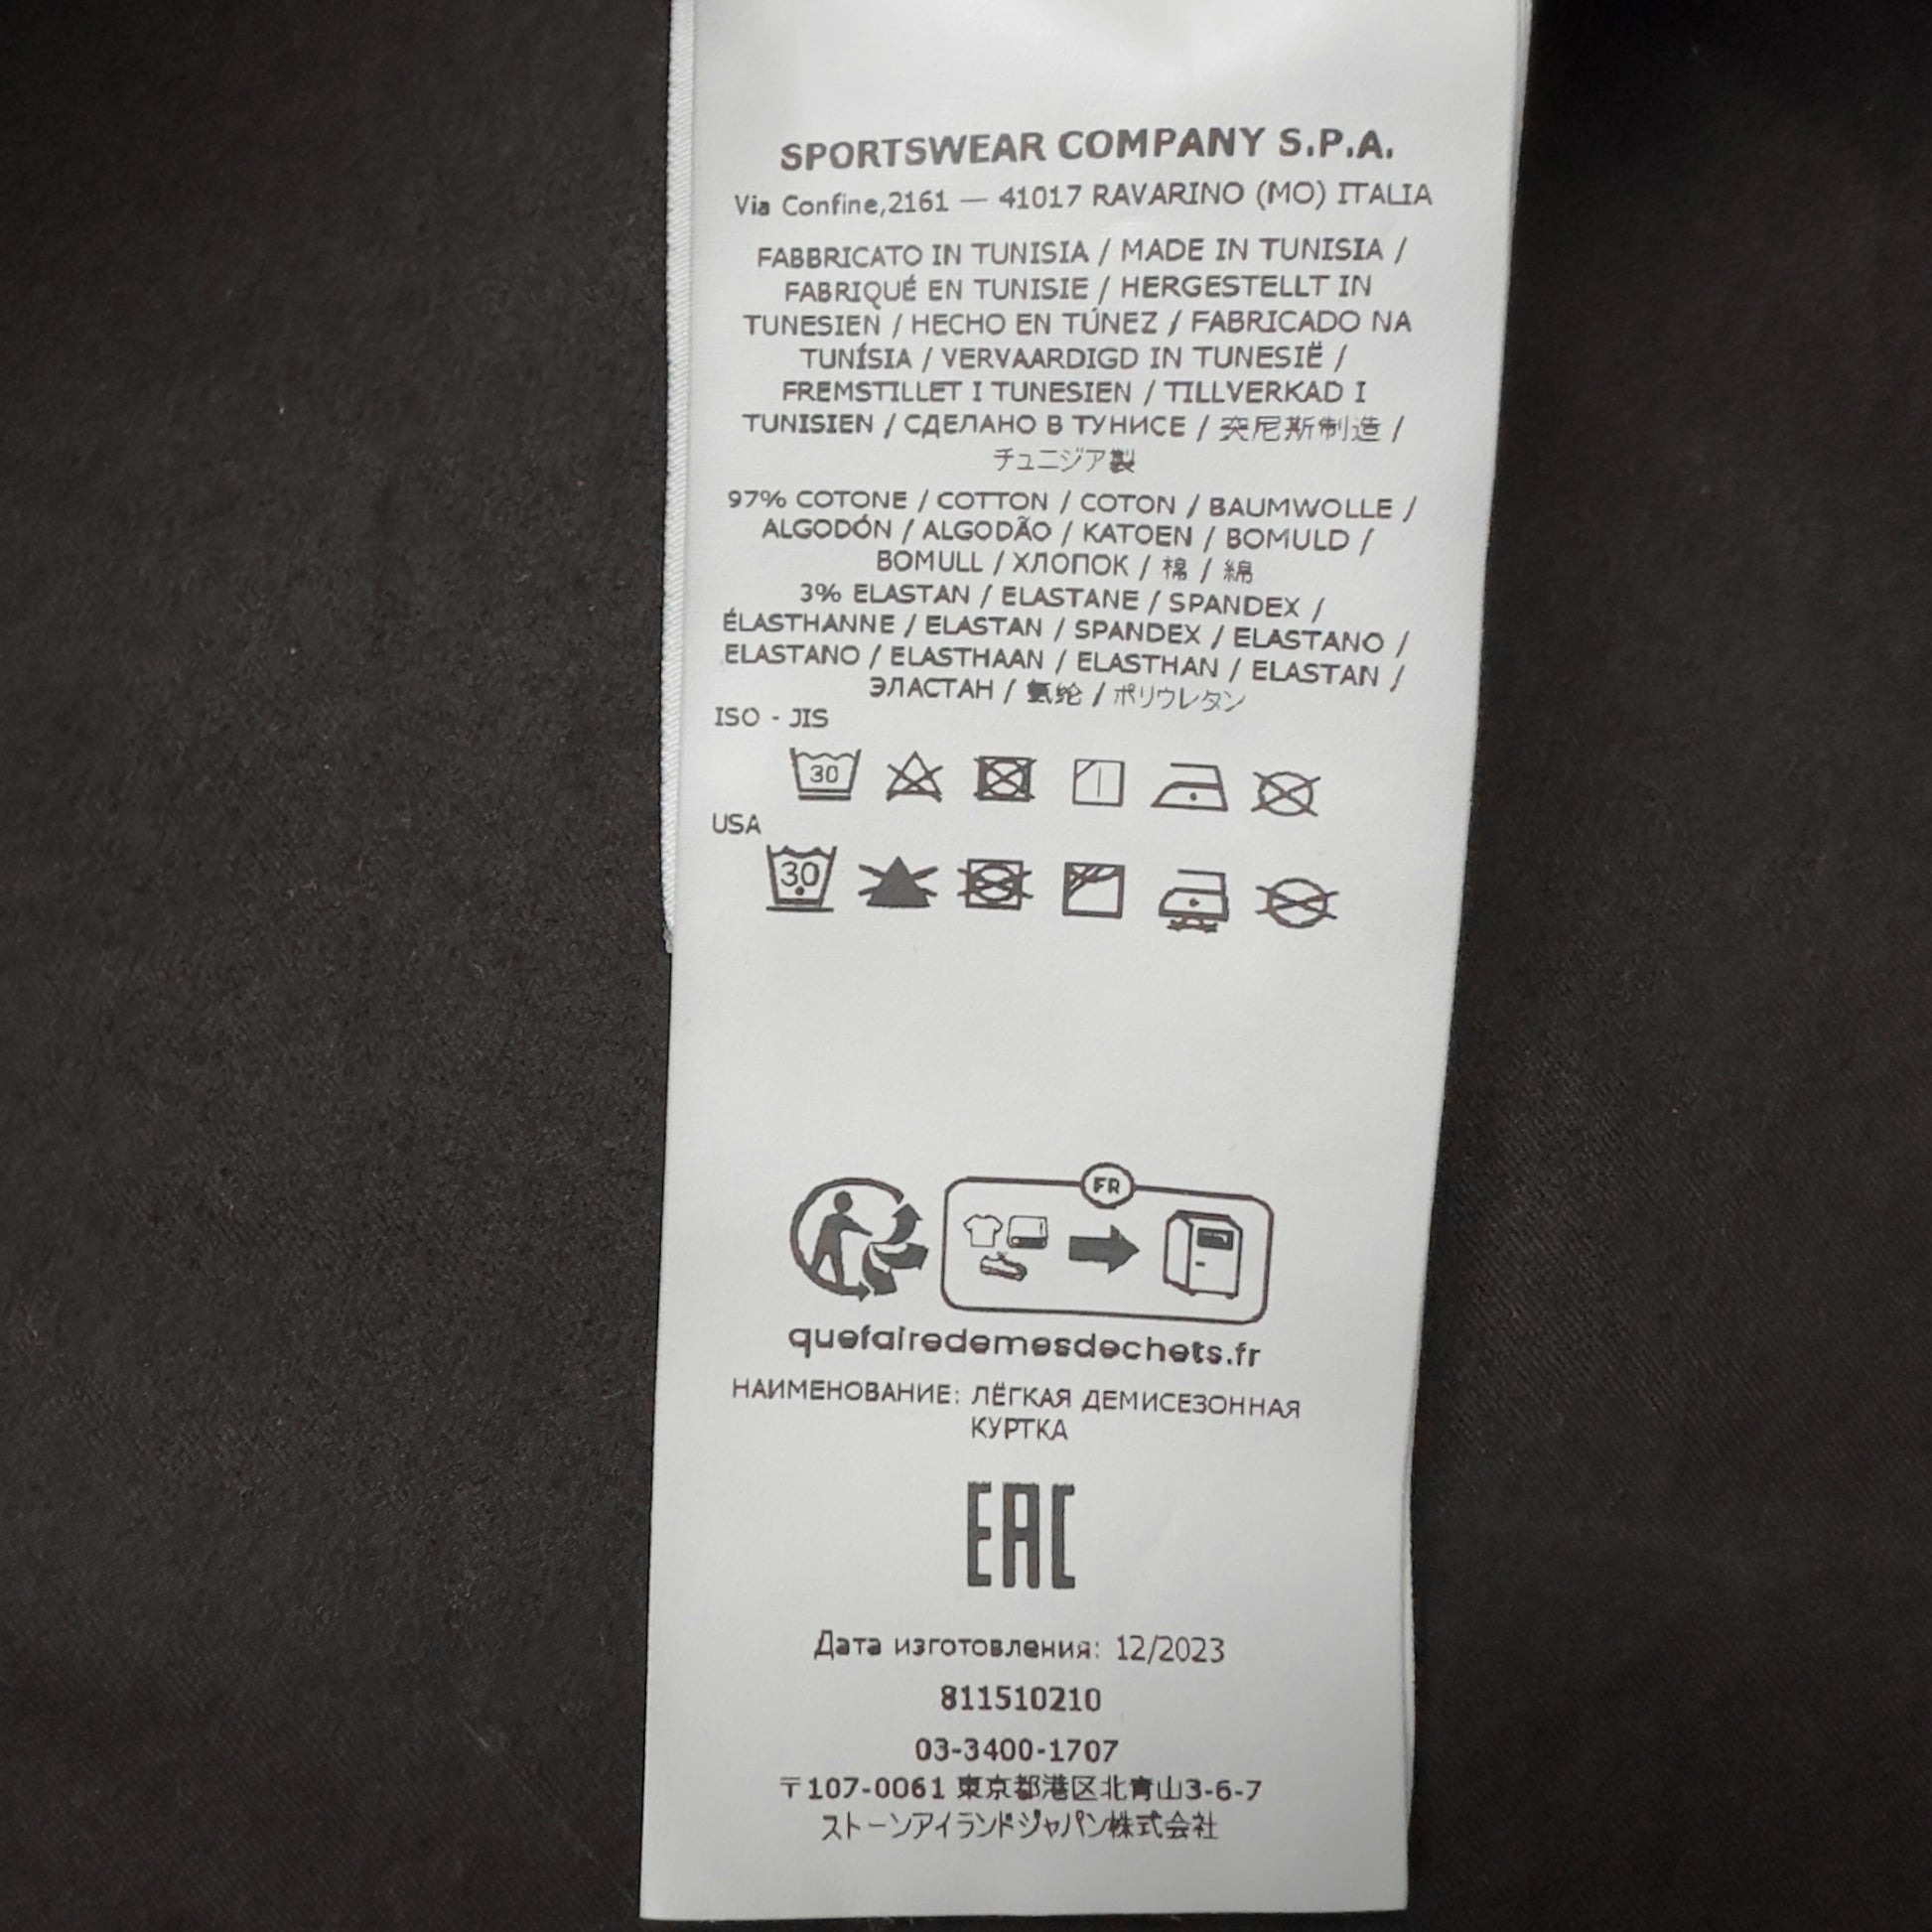 SPORTSWEAR COMPANY S.P.A.
Via Confine,2161 — 41017 RAVARINO (MO) ITALIA
FABBRICATO IN TUNISIA / MADE IN TUNISIA /
FABRIQUÉ EN TUNISIE / HERGESTELLT IN
TUNESIEN / HECHO EN TÚNEZ / FABRICADO NA
TUNÍSIA / VERVAARDIGD IN TUNESIË /
FREMSTILLET I TUNESIEN / TILLVERKAD I
TUNISIEN / СДЕЛАНО В ТУНИСЕ / 突尼斯制造 /
チュニジア製
97% COTONE / COTTON / COTON / BAUMWOLLE /
ALGODÓN / ALGODÃO / KATOEN / BOMULD /
BOMULL / ХЛОПОК / 棉 / 綿
3% ELASTAN / ELASTANE / SPANDEX /
ÉLASTHANNE / ELASTAN / SPANDEX / ELASTANO /
ELASTANO / ELASTHAAN / ELASTHAN / ELASTAN /
ЭЛАСТАН / 氨纶 / ポリウレタン
ISO - JIS
30
USA
30
FR
quefairedemesdechets.fr
НАИМЕНОВАНИЕ: ЛЁГКАЯ ДЕМИСЕЗОННАЯ
КУРТКА
EAC
Дата изготовления: 12/2023
811510210
03-3400-1707
〒107-0061 東京都港区北青山3-6-7
ストーンアイランドジャパン株式会社